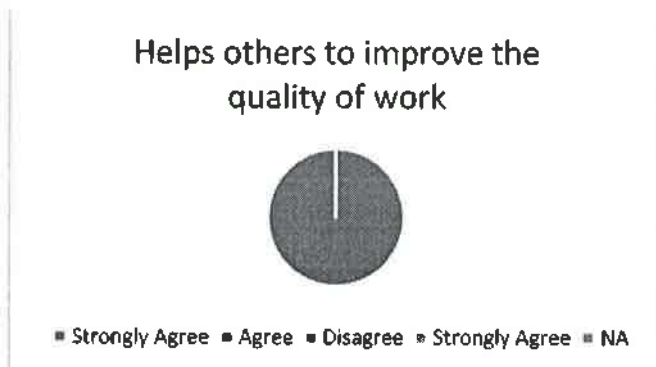 Helps others to improve the
quality of work
Strongly Agree Agree Disagree Strongly Agree NA